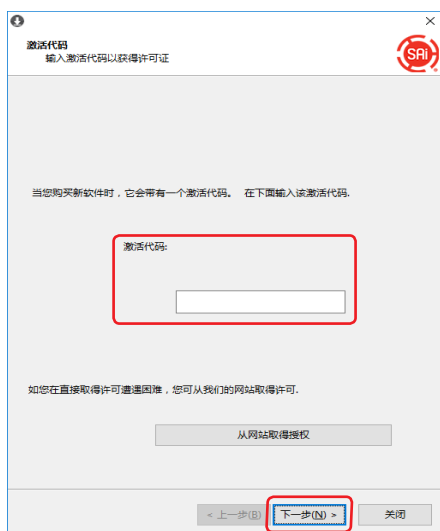 激活代码
输入激活代码以获得许可证
SAi
当您购买新软件时，它会带有一个激活代码。 在下面输入该激活代码.
激活代码:
如您在直接取得许可遭遇困难，您可从我们的网站取得许可.
从网站取得授权
< 上一步(B)
下一步(N) >
关闭